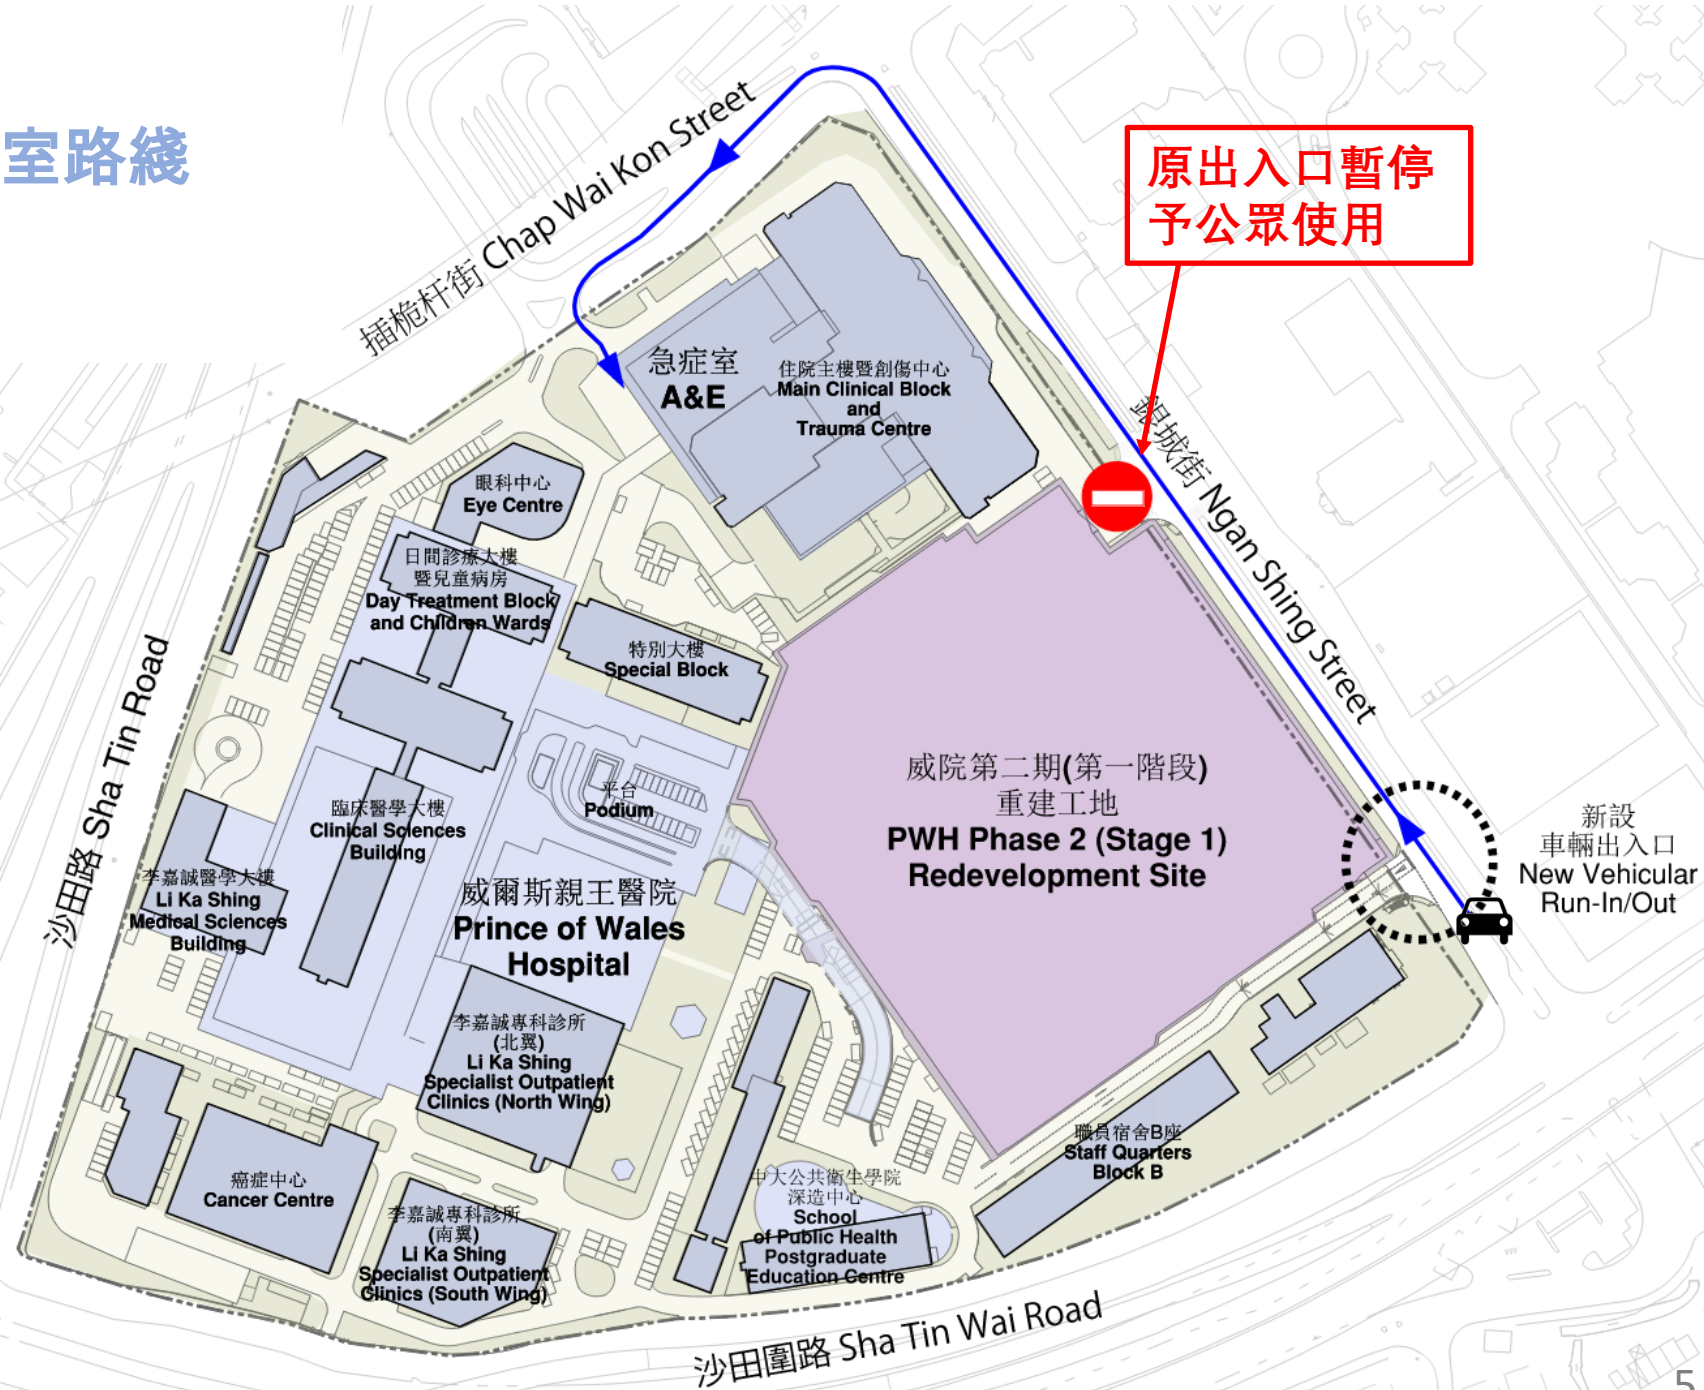 室路綫
插桅杆街 Chap Wai Kon Street
原出入口暫停
予公眾使用
急症室
A&E
住院主樓暨創傷中心
Main Clinical Block
and
Trauma Centre
銀城街 Ngan Shing Street
眼科中心
Eye Centre
日間診療大樓
暨兒童病房
Day Treatment Block
and Children Wards
特別大樓
Special Block
沙田路 Sha Tin Road
威院第二期(第一階段)
重建工地
PWH Phase 2 (Stage 1)
Redevelopment Site
平台
Podium
臨床醫學大樓
Clinical Sciences
Building
新設
車輛出入口
New Vehicular
Run-In/Out
李嘉誠醫學大樓
Li Ka Shing
Medical Sciences
Building
威爾斯親王醫院
Prince of Wales
Hospital
李嘉誠專科診所
(北翼)
Li Ka Shing
Specialist Outpatient
Clinics (North Wing)
職員宿舍B座
Staff Quarters
Block B
癌症中心
Cancer Centre
中大公共衛生學院
深造中心
School
of Public Health
Postgraduate
Education Centre
李嘉誠專科診所
(南翼)
Li Ka Shing
Specialist Outpatient
Clinics (South Wing)
沙田圍路 Sha Tin Wai Road
5